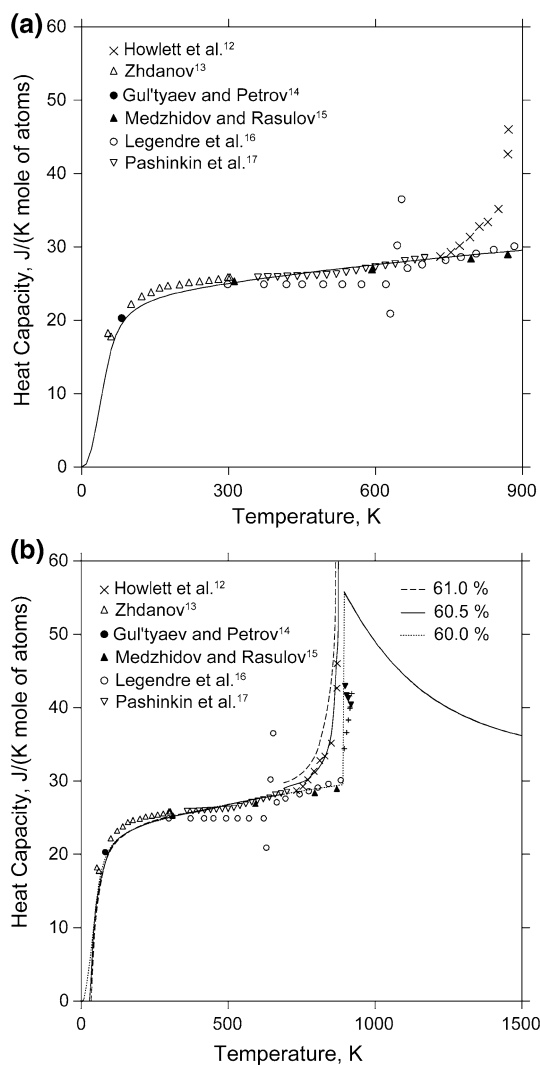 (a)
60
50
40
30
20
10
0
Heat Capacity, J/(K mole of atoms)
Howlett et al.¹²
Zhdanov¹³
Gul'tyaev and Petrov¹⁴
Medzhidov and Rasulov¹⁵
Legendre et al.¹⁶
Pashinkin et al.¹⁷
0 300 600 900
Temperature, K
(b)
60
50
40
30
20
10
0
Heat Capacity, J/(K mole of atoms)
Howlett et al.¹²
Zhdanov¹³
Gul'tyaev and Petrov¹⁴
Medzhidov and Rasulov¹⁵
Legendre et al.¹⁶
Pashinkin et al.¹⁷
61.0 %
60.5 %
60.0 %
0 500 1000 1500
Temperature, K